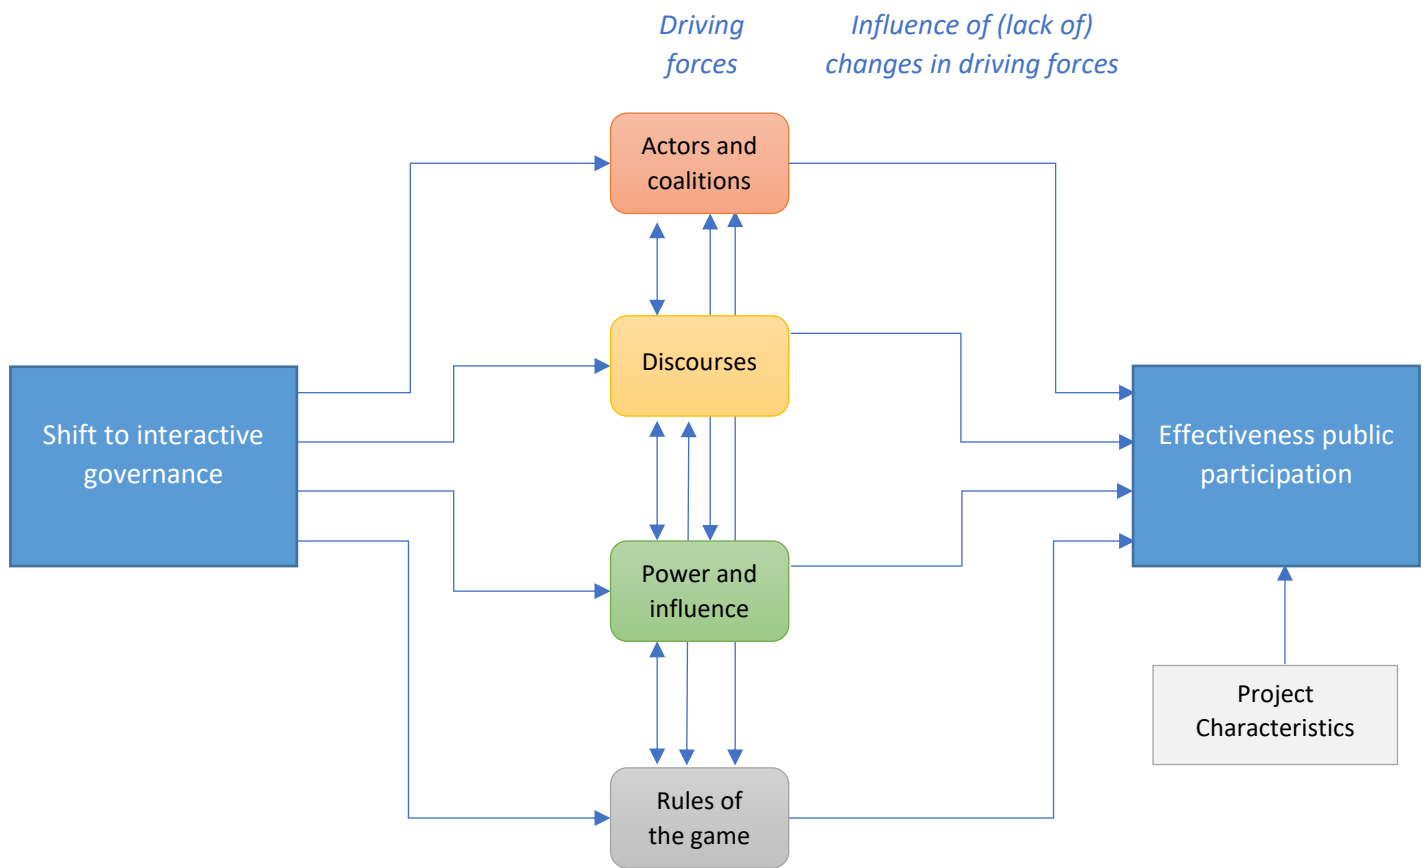 Driving
forces
Influence of (lack of)
changes in driving forces
Actors and
coalitions
Discourses
Shift to interactive
governance
Effectiveness public
participation
Power and
influence
Project
Characteristics
Rules of
the game